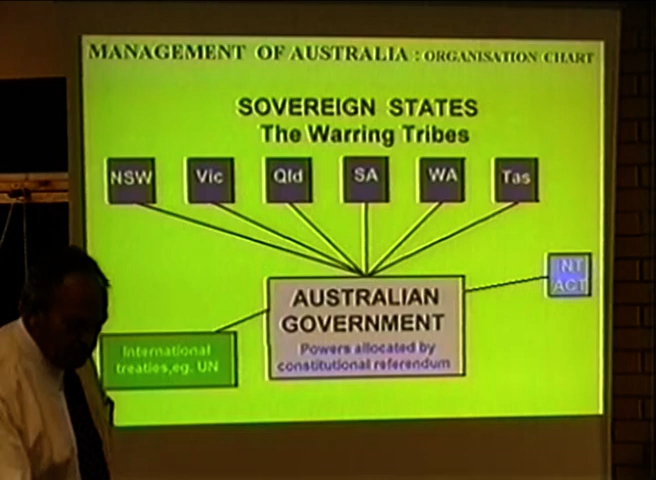 MANAGEMENT OF AUSTRALIA : ORGANISATION CHART
SOVEREIGN STATES
The Warring Tribes
NSW
Vic
Qld
SA
WA
Tas
NT
ACT
AUSTRALIAN
GOVERNMENT
Powers allocated by
constitutional referendum
International
treaties,eg. UN